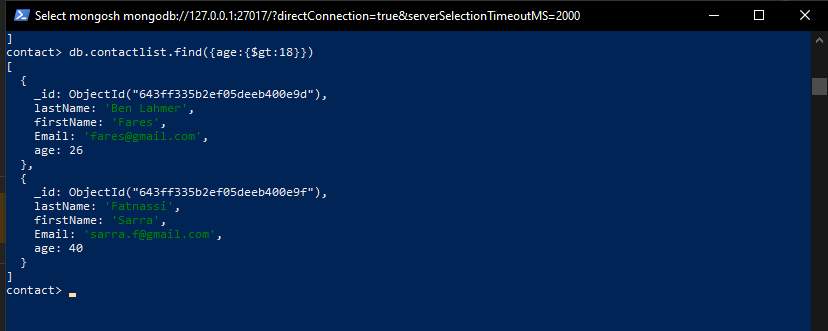 Select mongosh mongodb://127.0.0.1:27017/?directConnection=true&serverSelectionTimeoutMS=2000
]
contact> db.contactlist.find({age:{$gt:18}})
[
  {
    _id: ObjectId("643ff335b2ef05deeb400e9d"),
    lastName: 'Ben Lahmer',
    firstName: 'Fares',
    Email: 'fares@gmail.com',
    age: 26
  },
  {
    _id: ObjectId("643ff335b2ef05deeb400e9f"),
    lastName: 'Fatnassi',
    firstName: 'Sarra',
    Email: 'sarra.f@gmail.com',
    age: 40
  }
]
contact>